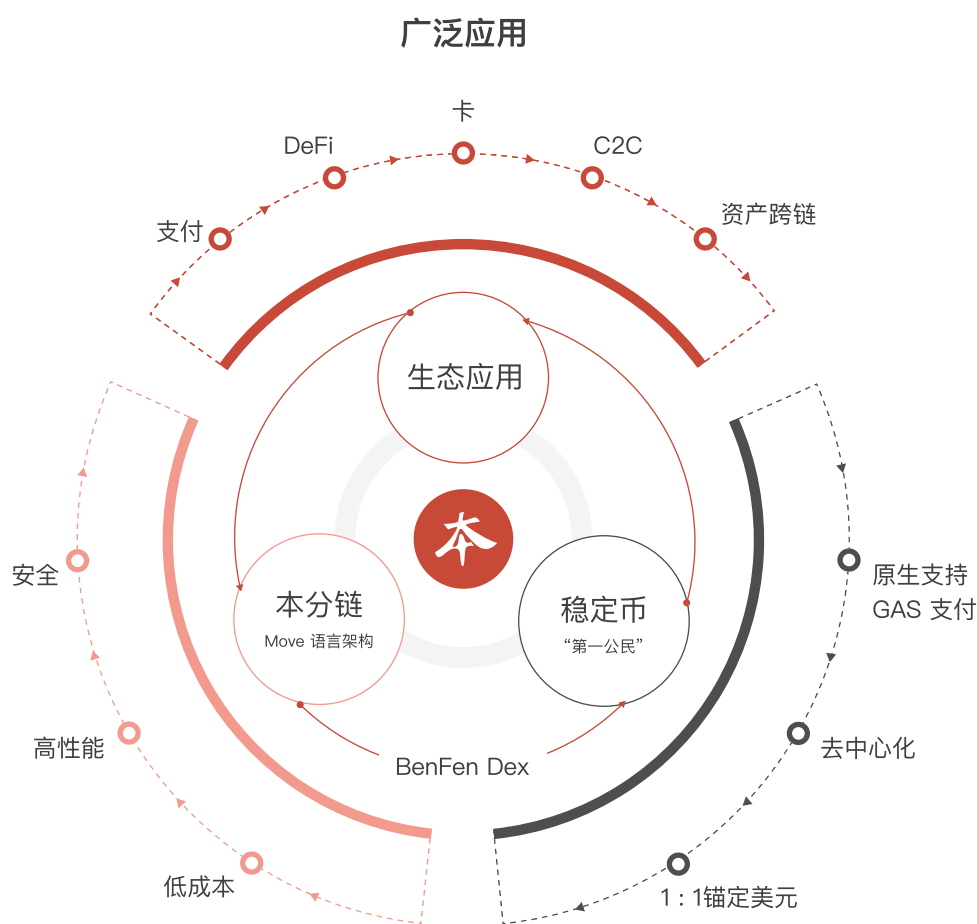 广泛应用
卡
DeFi
C2C
支付
资产跨链
生态应用
本
安全
本分链
Move 语言架构
稳定币
“第一公民”
原生支持
GAS 支付
高性能
BenFen Dex
去中心化
低成本
1 : 1锚定美元